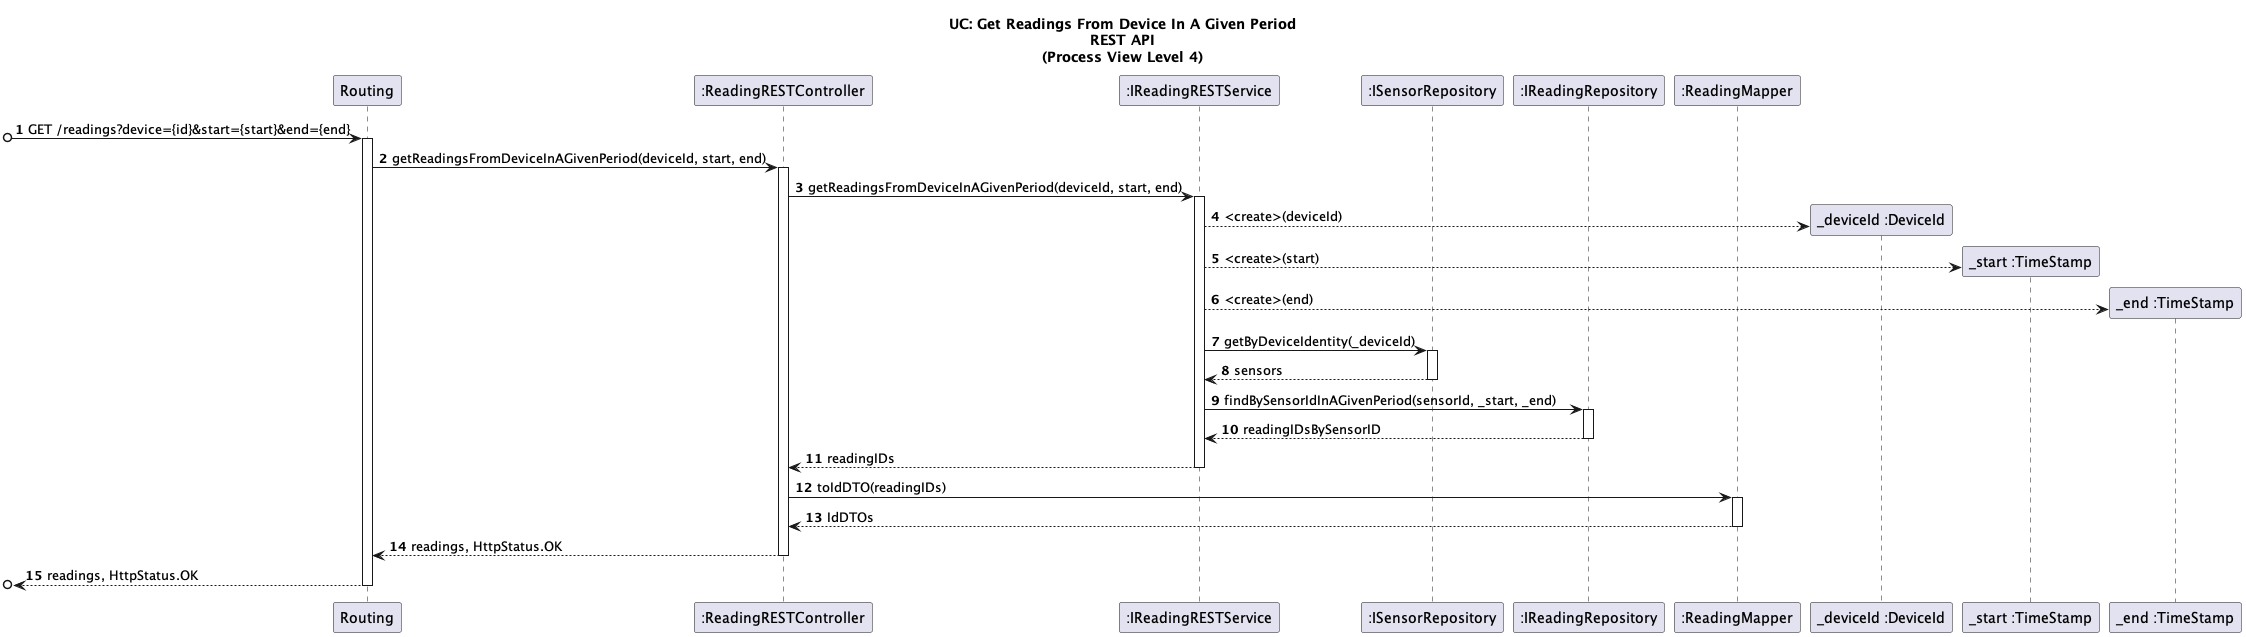 UC: Get Readings From Device In A Given Period
REST API
(Process View Level 4)
Routing
:ReadingRESTController
:IReadingRESTService
:ISensorRepository
:IReadingRepository
:ReadingMapper
1 GET /readings?device={id}&start={start}&end={end}
2 getReadingsFromDeviceInAGivenPeriod(deviceId, start, end)
3 getReadingsFromDeviceInAGivenPeriod(deviceId, start, end)
4 <create>(deviceId)
_deviceId :DeviceId
5 <create>(start)
_start :TimeStamp
6 <create>(end)
_end :TimeStamp
7 getByDeviceIdentity(_deviceId)
8 sensors
9 findBySensorIdInAGivenPeriod(sensorId, _start, _end)
10 readingIDsBySensorID
11 readingIDs
12 toIdDTO(readingIDs)
13 IdDTOs
14 readings, HttpStatus.OK
15 readings, HttpStatus.OK
Routing
:ReadingRESTController
:IReadingRESTService
:ISensorRepository
:IReadingRepository
:ReadingMapper
_deviceId :DeviceId
_start :TimeStamp
_end :TimeStamp